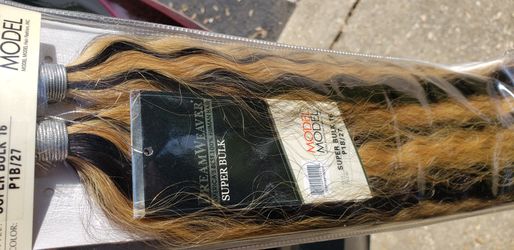 MODEL
MODEL MODEL
SUPER BULK 16
COLOR: P1B/27
DREAM WEAVER
SUPER BULK
MODEL
MODEL
SUPER BULK 16
P1B/27